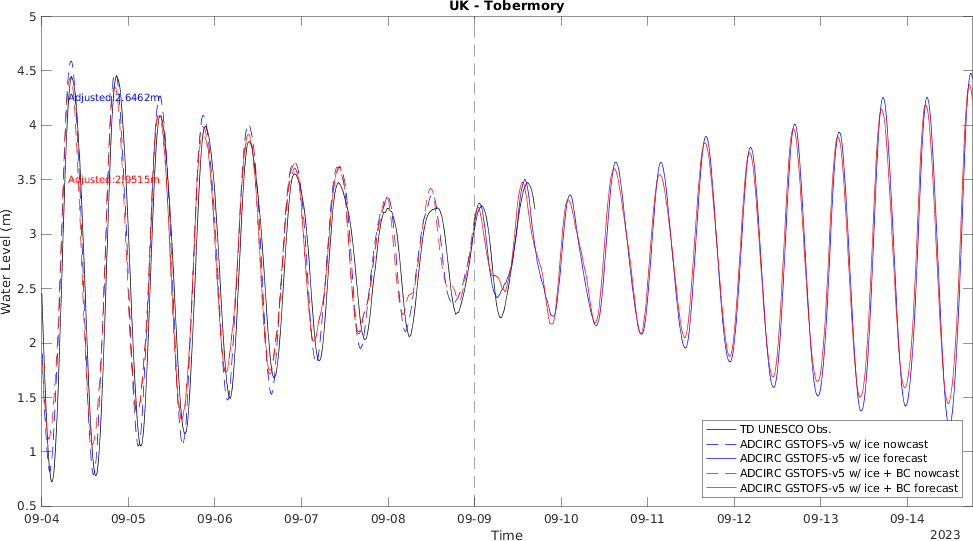 UK - Tobermory
5
4.5
4
3.5
3
2.5
2
1.5
1
0.5
Water Level (m)
Adjusted:2.6462m
Adjusted:2.9515m
TD UNESCO Obs.
ADCIRC GSTOFS-v5 w/ ice nowcast
ADCIRC GSTOFS-v5 w/ ice forecast
ADCIRC GSTOFS-v5 w/ ice + BC nowcast
ADCIRC GSTOFS-v5 w/ ice + BC forecast
09-04 09-05 09-06 09-07 09-08 09-09 09-10 09-11 09-12 09-13 09-14
Time
2023